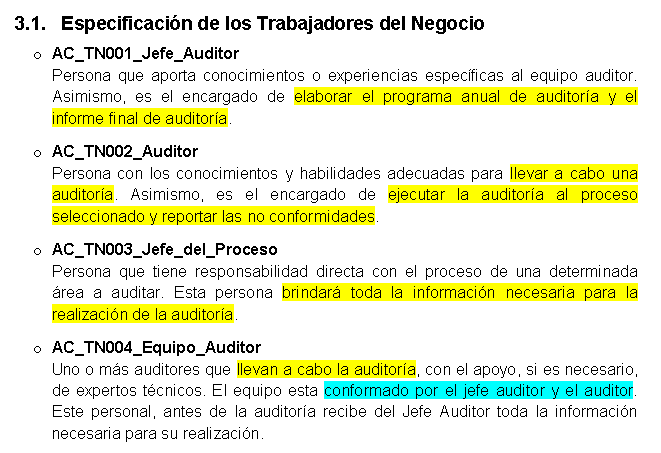 3.1. Especificación de los Trabajadores del Negocio
o AC_TN001_Jefe_Auditor
Persona que aporta conocimientos o experiencias específicas al equipo auditor.
Asimismo, es el encargado de elaborar el programa anual de auditoría y el
informe final de auditoría.
o AC_TN002_Auditor
Persona con los conocimientos y habilidades adecuadas para llevar a cabo una
auditoría. Asimismo, es el encargado de ejecutar la auditoría al proceso
seleccionado y reportar las no conformidades.
o AC_TN003_Jefe_del_Proceso
Persona que tiene responsabilidad directa con el proceso de una determinada
área a auditar. Esta persona brindará toda la información necesaria para la
realización de la auditoría.
o AC_TN004_Equipo_Auditor
Uno o más auditores que llevan a cabo la auditoría, con el apoyo, si es necesario,
de expertos técnicos. El equipo esta conformado por el jefe auditor y el auditor.
Este personal, antes de la auditoría recibe del Jefe Auditor toda la información
necesaria para su realización.